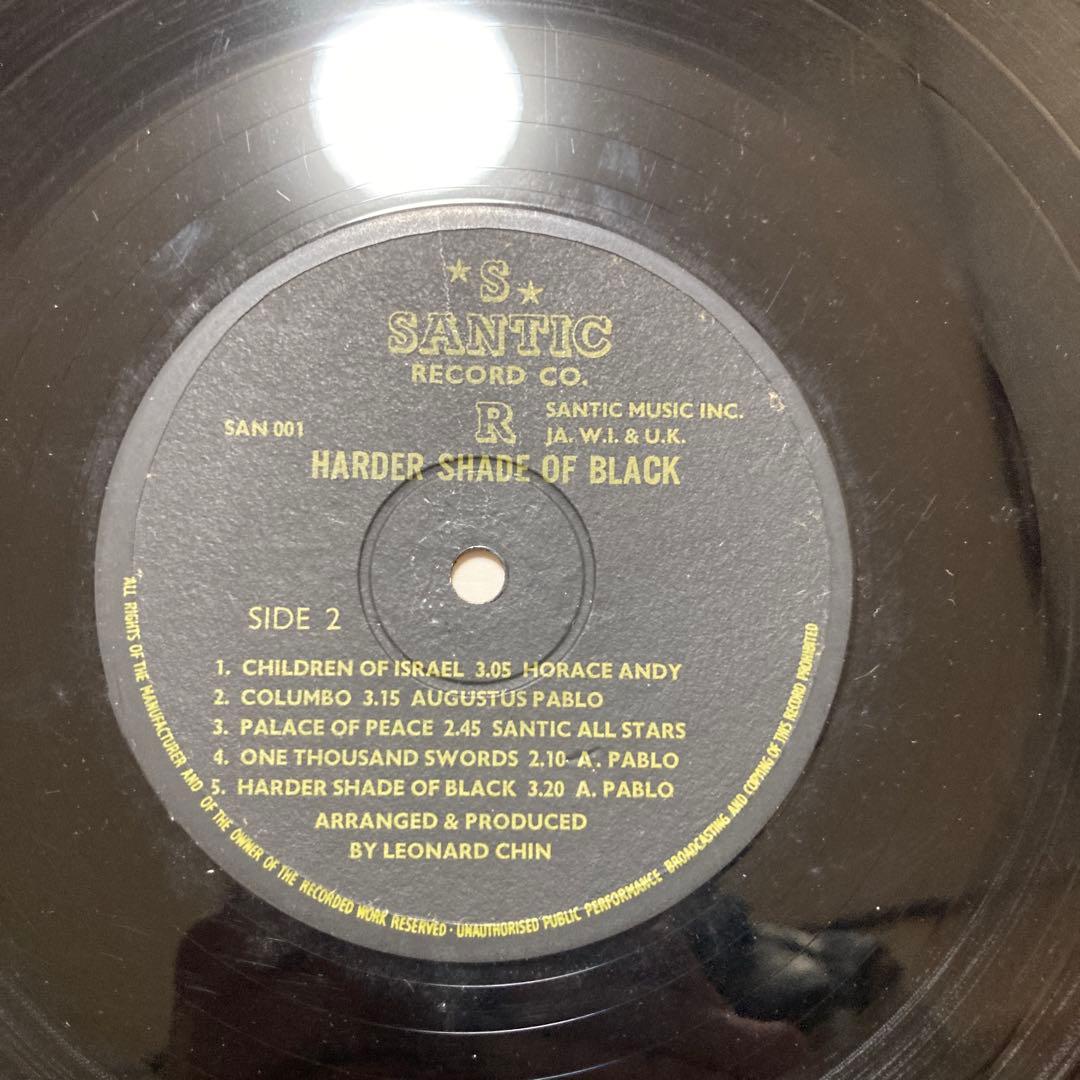 S
SANTIC
RECORD CO.
SAN 001
R
SANTIC MUSIC INC.
JA. W.I. & U.K.
HARDER SHADE OF BLACK
SIDE 2
1. CHILDREN OF ISRAEL 3.05 HORACE ANDY
2. COLUMBO 3.15 AUGUSTUS PABLO
3. PALACE OF PEACE 2.45 SANTIC ALL STARS
4. ONE THOUSAND SWORDS 2.10 A. PABLO
5. HARDER SHADE OF BLACK 3.20 A. PABLO
ARRANGED & PRODUCED
BY LEONARD CHIN
ALL RIGHTS OF THE MANUFACTURER AND OF THE OWNER OF THE RECORDED WORK RESERVED · UNAUTHORISED PUBLIC PERFORMANCE BROADCASTING AND COPYING OF THIS RECORD PROHIBITED